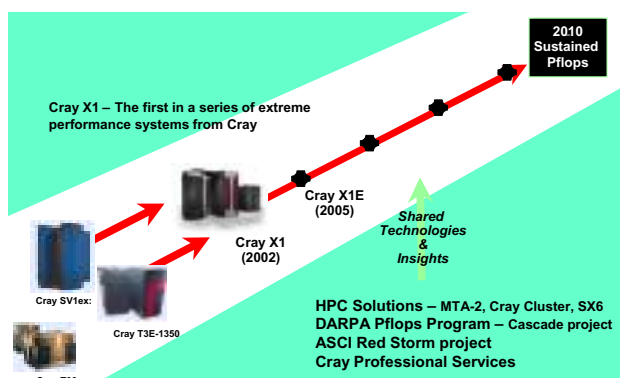 2010
Sustained
Pflops
Cray X1 – The first in a series of extreme
performance systems from Cray
Cray X1E
(2005)
Cray X1
(2002)
Shared
Technologies
&
Insights
Cray SV1ex:
Cray T3E-1350
HPC Solutions – MTA-2, Cray Cluster, SX6
DARPA Pflops Program – Cascade project
ASCI Red Storm project
Cray Professional Services